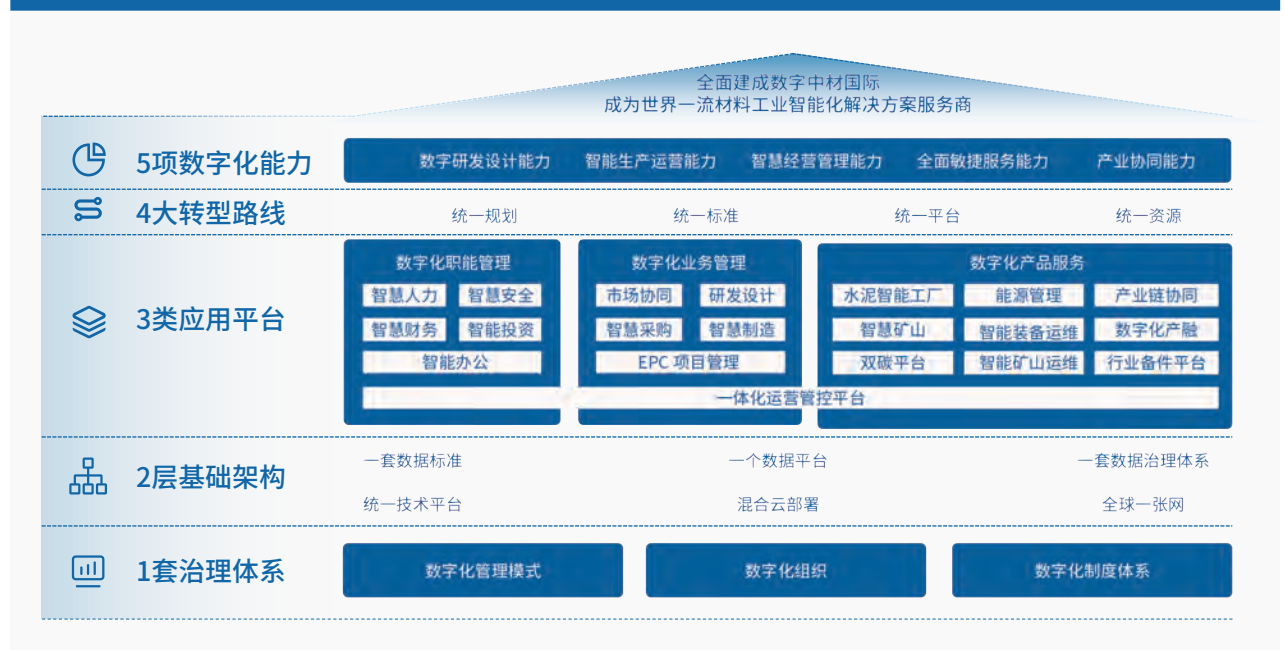 全面建成数字中材国际
成为世界一流材料工业智能化解决方案服务商
5项数字化能力
数字研发设计能力 智能生产运营能力 智慧经营管理能力 全面敏捷服务能力 产业协同能力
4大转型路线
统一规划 统一标准 统一平台 统一资源
3类应用平台
数字化职能管理
智慧人力 智慧安全
智慧财务 智能投资
智能办公
数字化业务管理
市场协同 研发设计
智慧采购 智慧制造
EPC 项目管理
数字化产品服务
水泥智能工厂 能源管理 产业链协同
智慧矿山 智能装备运维 数字化产融
双碳平台 智能矿山运维 行业备件平台
一体化运营管控平台
2层基础架构
一套数据标准 一个数据平台 一套数据治理体系
统一技术平台 混合云部署 全球一张网
1套治理体系
数字化管理模式 数字化组织 数字化制度体系